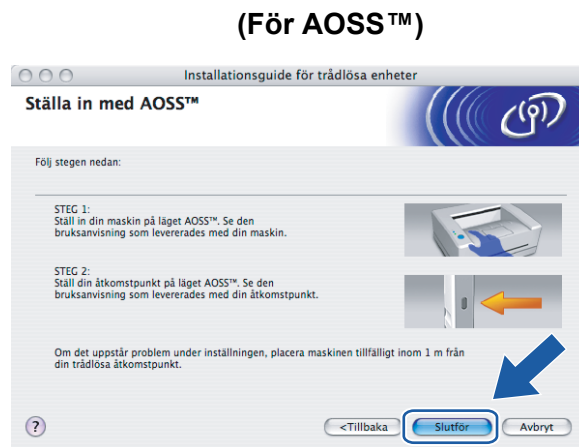 (För AOSS™)
Installationsguide för trådlösa enheter
Ställa in med AOSS™
Följ stegen nedan:
STEG 1:
Ställ in din maskin på läget AOSS™. Se den
bruksanvisning som levererades med din maskin.
STEG 2:
Ställ din åtkomstpunkt på läget AOSS™. Se den
bruksanvisning som levererades med din åtkomstpunkt.
Om det uppstår problem under inställningen, placera maskinen tillfälligt inom 1 m från
din trådlösa åtkomstpunkt.
? <Tillbaka Slutför Avbryt